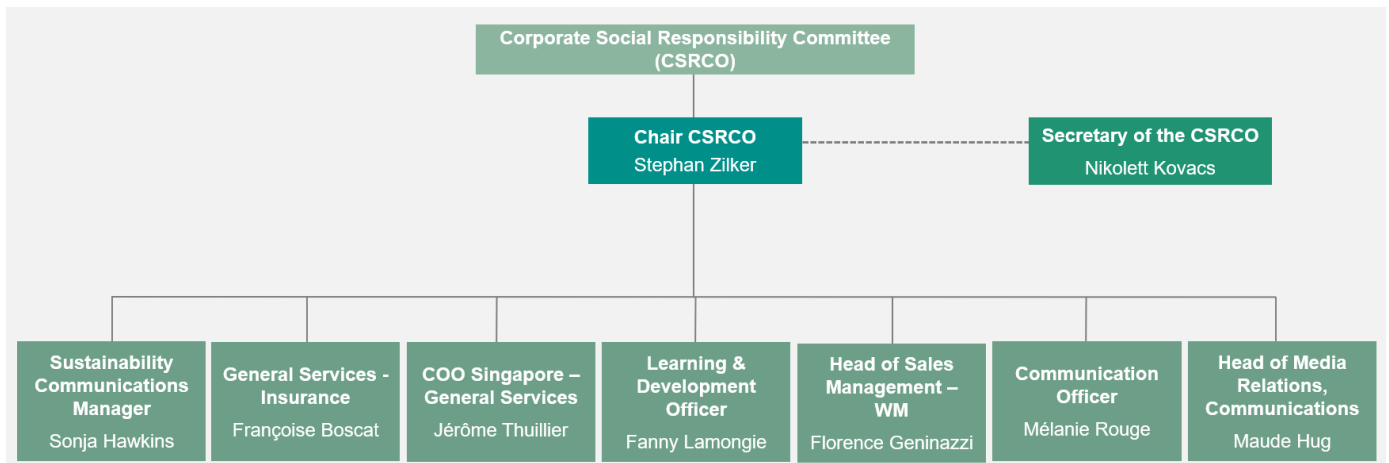 Corporate Social Responsibility Committee
(CSRCO)
Chair CSRCO
Stephan Zilker
Secretary of the CSRCO
Nikolett Kovacs
Sustainability
Communications
Manager
Sonja Hawkins
General Services -
Insurance
Françoise Boscat
COO Singapore –
General Services
Jérôme Thuillier
Learning &
Development
Officer
Fanny Lamongie
Head of Sales
Management –
WM
Florence Geninazzi
Communication
Officer
Mélanie Rouge
Head of Media
Relations,
Communications
Maude Hug